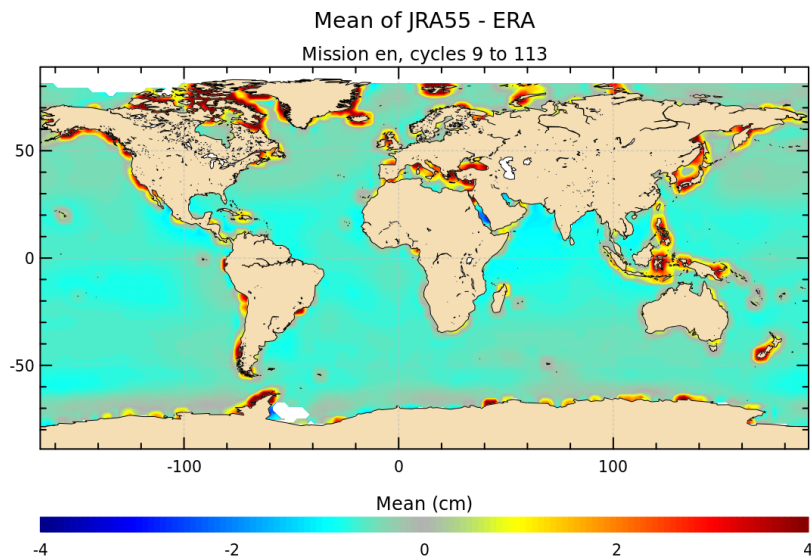 Mean of JRA55 - ERA
Mission en, cycles 9 to 113
50
0
-50
-100 0 100
Mean (cm)
-4 -2 0 2 4